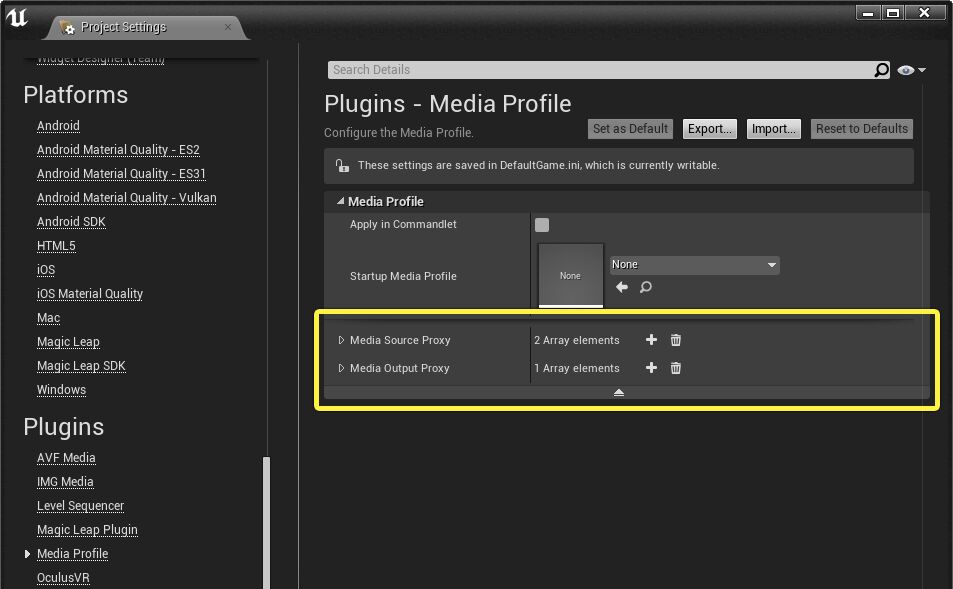 Project Settings
Widget Designer (Team)
Platforms
Android
Android Material Quality - ES2
Android Material Quality - ES31
Android Material Quality - Vulkan
Android SDK
HTML5
iOS
iOS Material Quality
Mac
Magic Leap
Magic Leap SDK
Windows
Plugins
AVF Media
IMG Media
Level Sequencer
Magic Leap Plugin
Media Profile
OculusVR
Search Details
Plugins - Media Profile
Configure the Media Profile.
Set as Default
Export...
Import...
Reset to Defaults
These settings are saved in DefaultGame.ini, which is currently writable.
Media Profile
Apply in Commandlet
Startup Media Profile
None
None
Media Source Proxy
2 Array elements
Media Output Proxy
1 Array elements